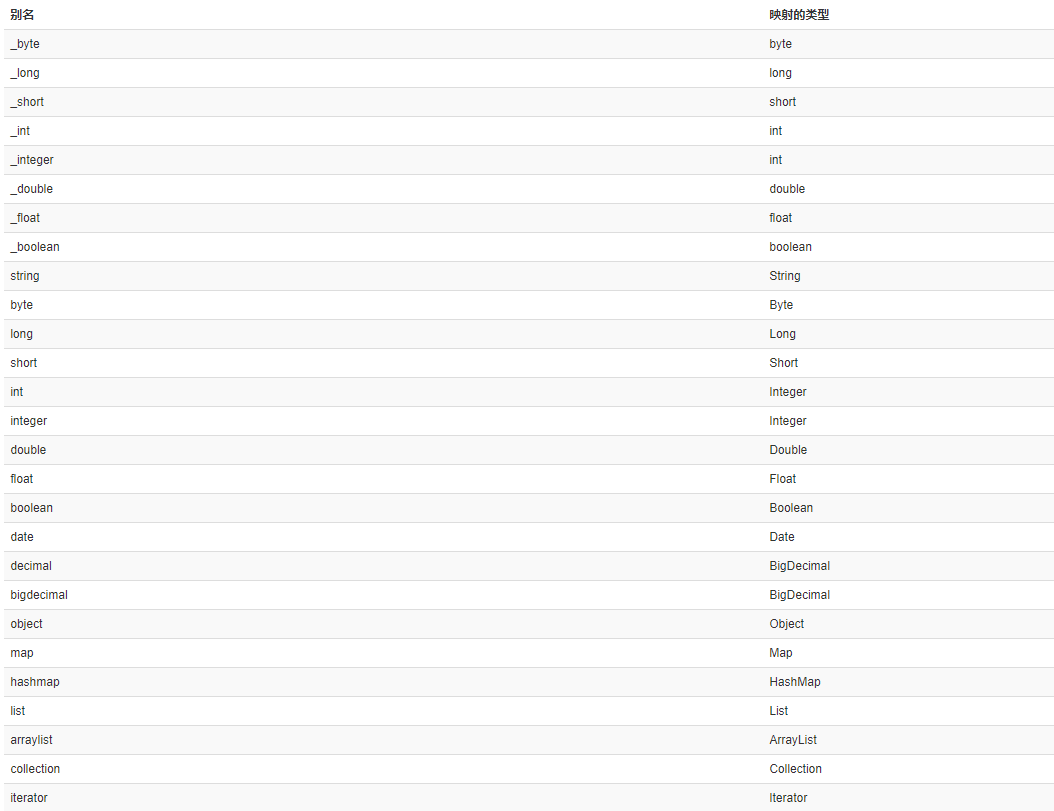 别名 映射的类型
_byte byte
_long long
_short short
_int int
_integer int
_double double
_float float
_boolean boolean
string String
byte Byte
long Long
short Short
int Integer
integer Integer
double Double
float Float
boolean Boolean
date Date
decimal BigDecimal
bigdecimal BigDecimal
object Object
map Map
hashmap HashMap
list List
arraylist ArrayList
collection Collection
iterator Iterator